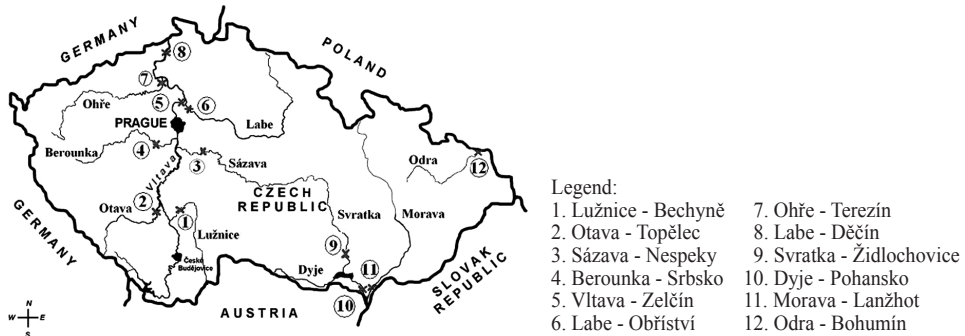 GERMANY
POLAND
8
7
Ohře
5
6
PRAGUE
Labe
Berounka
4
3
Sázava
Odra
12
Vltava
CZECH
REPUBLIC
GERMANY
Otava
2
1
Lužnice
Svratka
Morava
České
Budějovice
9
Dyje
11
10
SLOVAK
REPUBLIC
AUSTRIA
N
W
E
S
Legend:
1. Lužnice - Bechyně
2. Otava - Topělec
3. Sázava - Nespeky
4. Berounka - Srbsko
5. Vltava - Zelčín
6. Labe - Obříství
7. Ohře - Terezín
8. Labe - Děčín
9. Svratka - Židlochovice
10. Dyje - Pohansko
11. Morava - Lanžhot
12. Odra - Bohumín